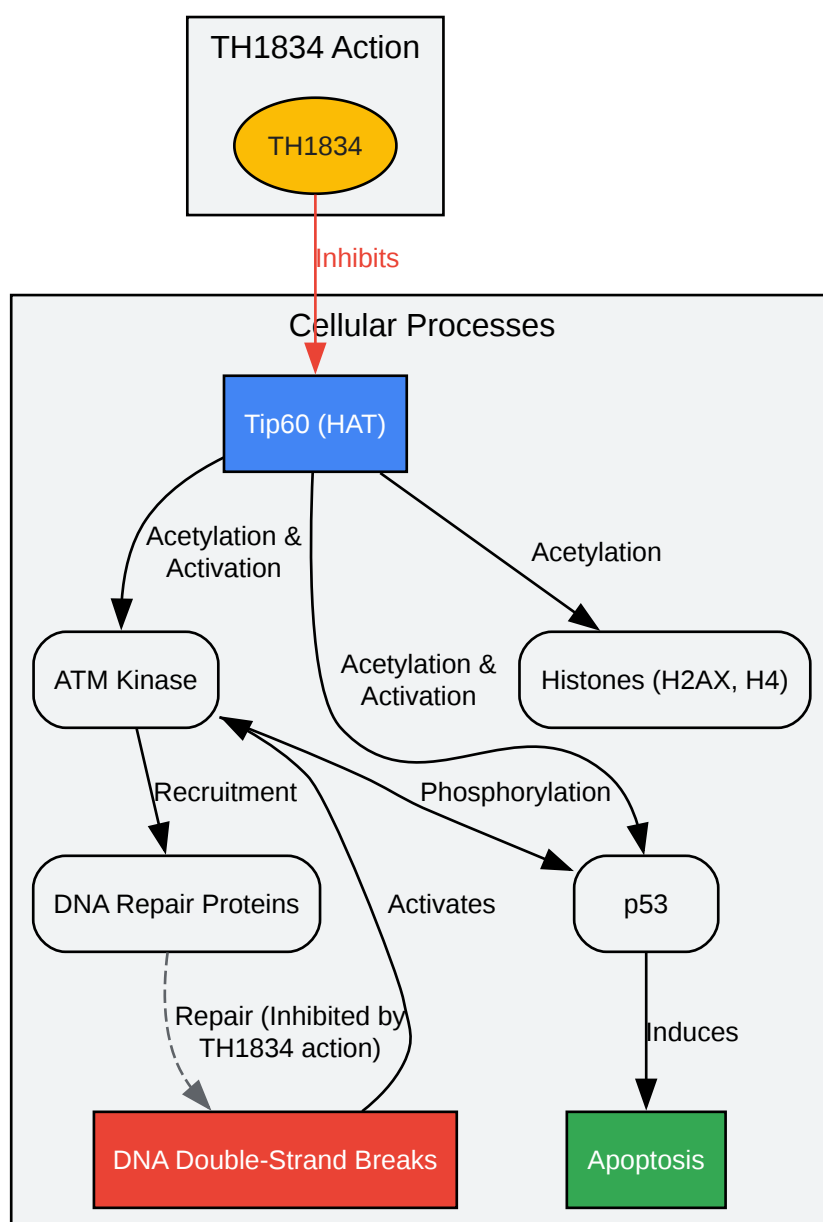 TH1834 Action
TH1834
Inhibits
Cellular Processes
Tip60 (HAT)
Acetylation &
Activation
Acetylation
Acetylation &
Activation
ATM Kinase
Histones (H2AX, H4)
Recruitment
Phosphorylation
DNA Repair Proteins
Activates
p53
Repair (Inhibited by
TH1834 action)
Induces
DNA Double-Strand Breaks
Apoptosis